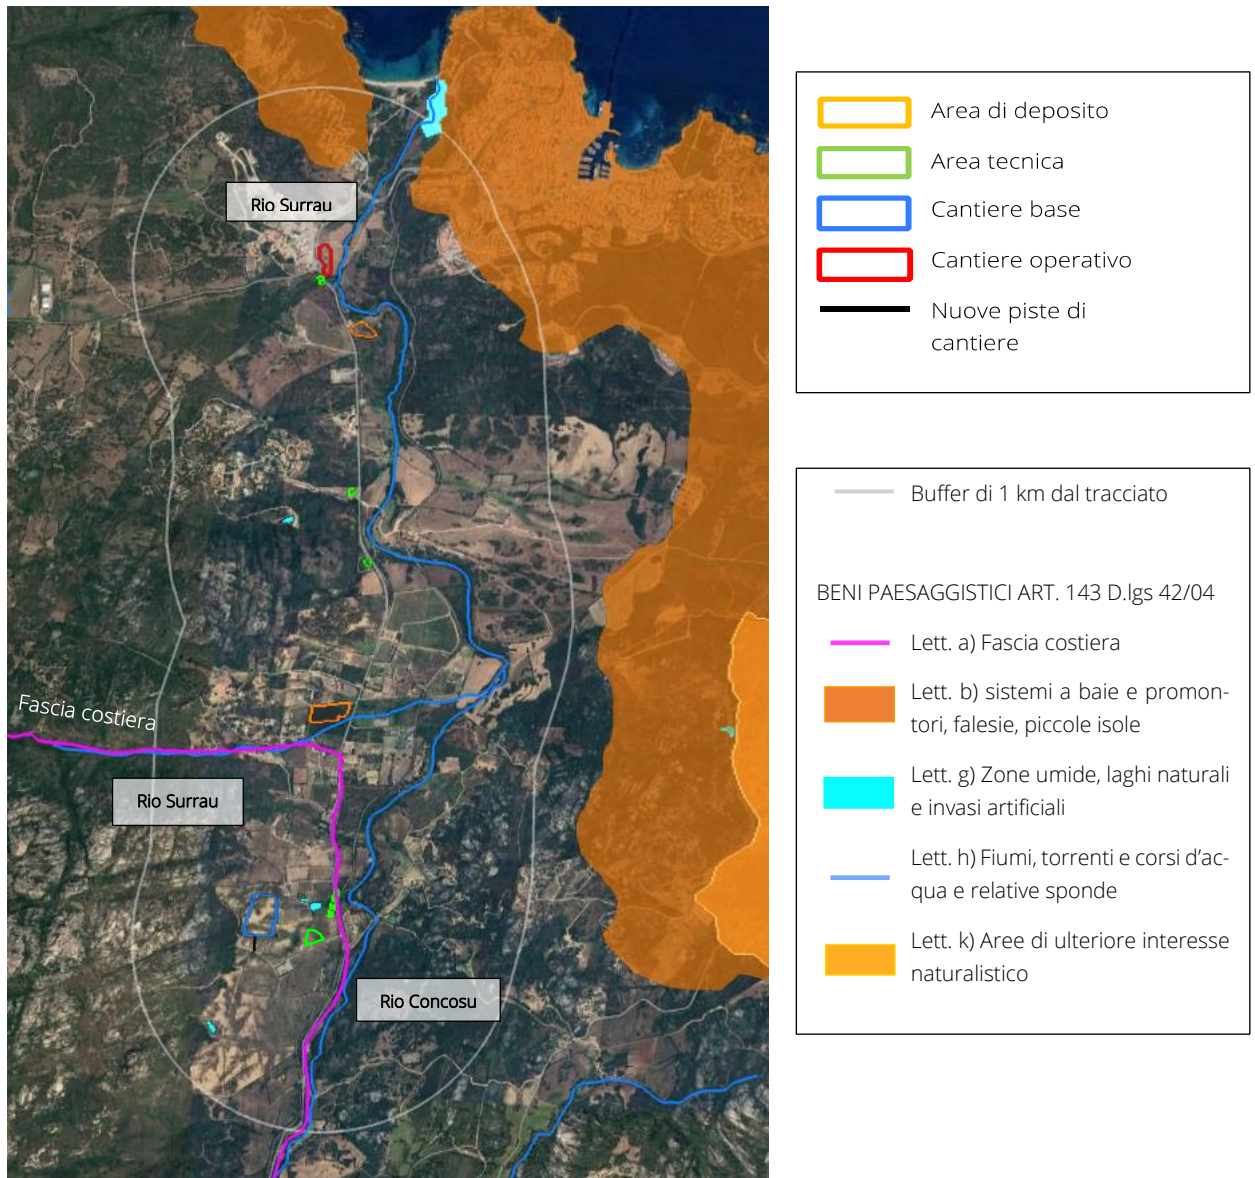 Rio Surrau
Fascia costiera
Rio Surrau
Rio Concosu
Area di deposito
Area tecnica
Cantiere base
Cantiere operativo
Nuove piste di
cantiere
Buffer di 1 km dal tracciato
BENI PAESAGGISTICI ART. 143 D.lgs 42/04
Lett. a) Fascia costiera
Lett. b) sistemi a baie e promon-
tori, falesie, piccole isole
Lett. g) Zone umide, laghi naturali
e invasi artificiali
Lett. h) Fiumi, torrenti e corsi d'ac-
qua e relative sponde
Lett. k) Aree di ulteriore interesse
naturalistico